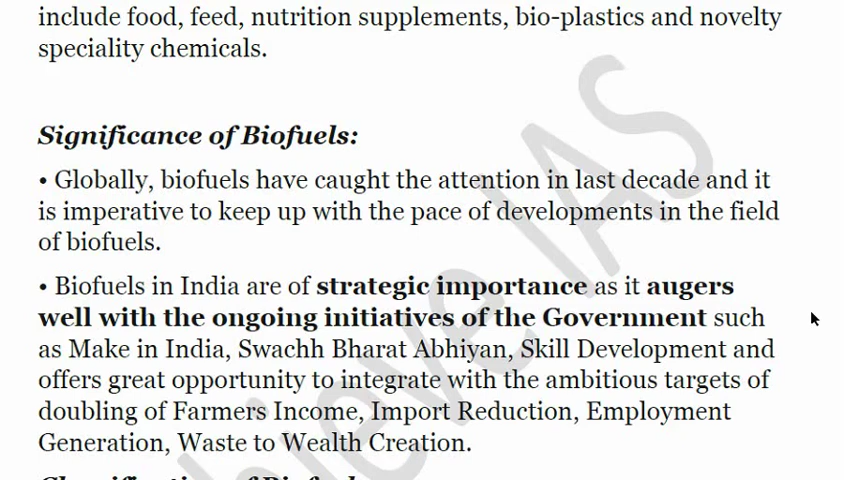 include food, feed, nutrition supplements, bio-plastics and novelty
speciality chemicals.
Significance of Biofuels:
• Globally, biofuels have caught the attention in last decade and it
is imperative to keep up with the pace of developments in the field
of biofuels.
• Biofuels in India are of strategic importance as it augers
well with the ongoing initiatives of the Government such
as Make in India, Swachh Bharat Abhiyan, Skill Development and
offers great opportunity to integrate with the ambitious targets of
doubling of Farmers Income, Import Reduction, Employment
Generation, Waste to Wealth Creation.
hieve IAS